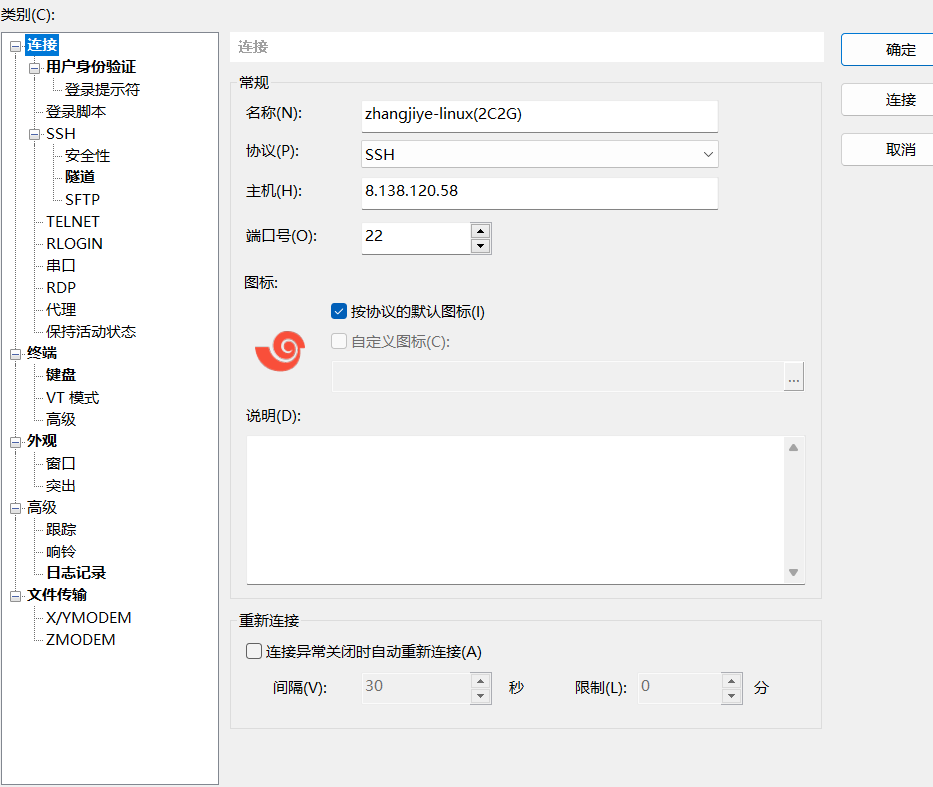 类别(C):
连接
用户身份验证
登录提示符
登录脚本
SSH
安全性
隧道
SFTP
TELNET
RLOGIN
串口
RDP
代理
保持活动状态
终端
键盘
VT 模式
高级
外观
窗口
突出
高级
跟踪
响铃
日志记录
文件传输
X/YMODEM
ZMODEM
连接
常规
名称(N): zhangjiye-linux(2C2G)
协议(P): SSH
主机(H): 8.138.120.58
端口号(O): 22
图标:
按协议的默认图标(I)
自定义图标(C):
...
说明(D):
重新连接
连接异常关闭时自动重新连接(A)
间隔(V): 30 秒 限制(L): 0 分
确定
连接
取消